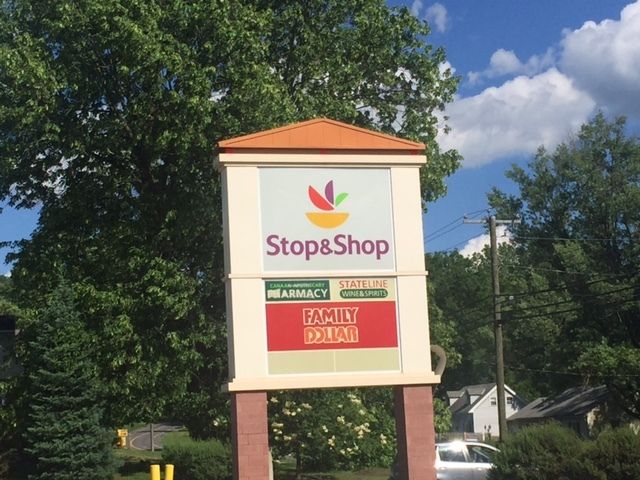 Stop&Shop
CANAAN APOTHECARY
PHARMACY
STATELINE
WINE&SPIRITS
FAMILY
DOLLAR